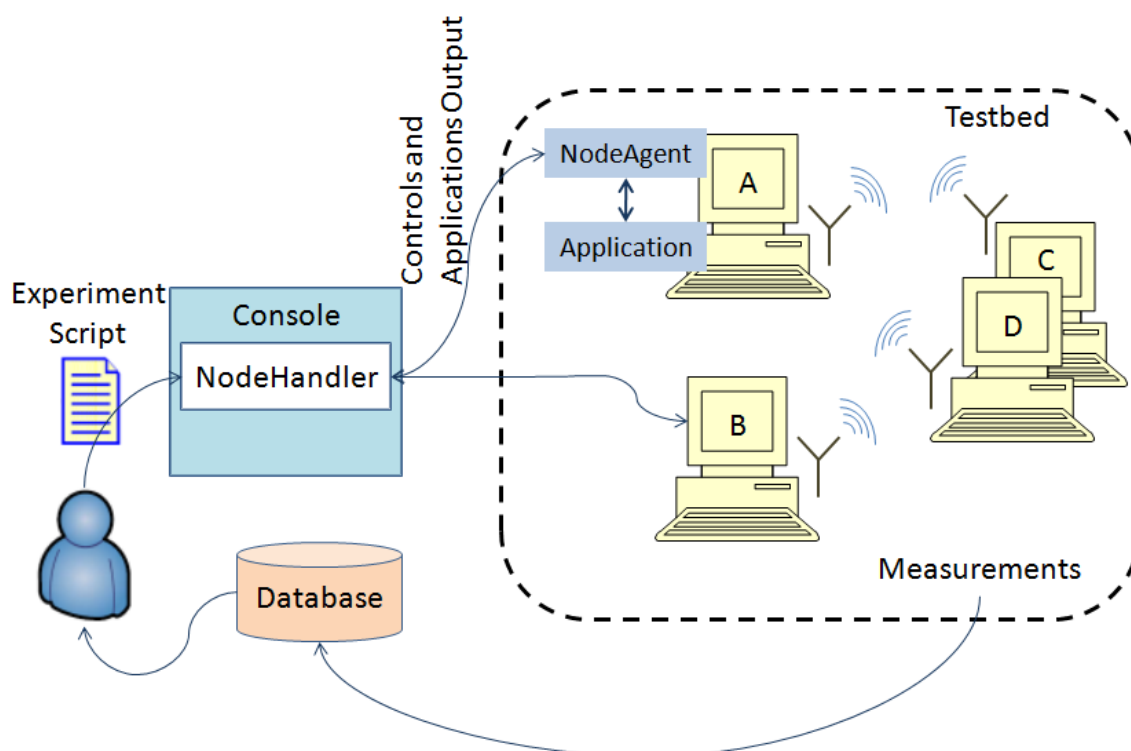 Controls and
Applications Output
Testbed
NodeAgent
A
Application
C
D
Experiment
Script
Console
NodeHandler
B
Measurements
Database